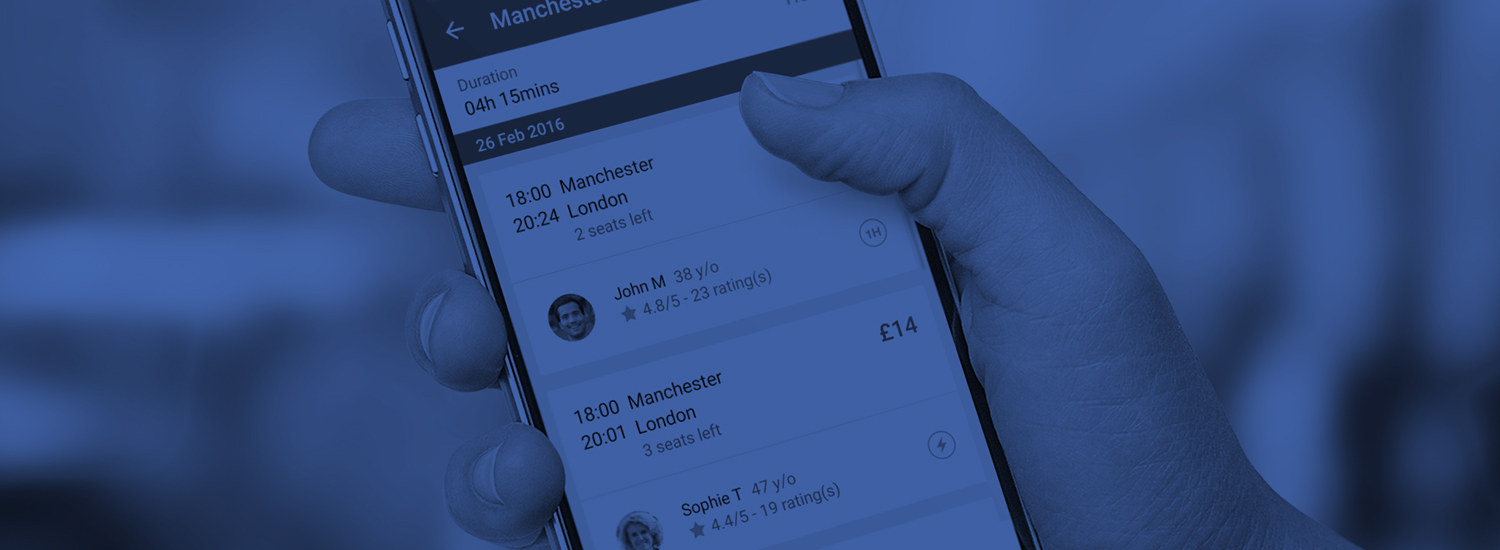 Duration
04h 15mins
26 Feb 2016
18:00 Manchester
20:24 London
2 seats left
1H
John M 38 y/o
4.8/5 - 23 rating(s)
£14
18:00 Manchester
20:01 London
3 seats left
Sophie T 47 y/o
4.4/5 - 19 rating(s)